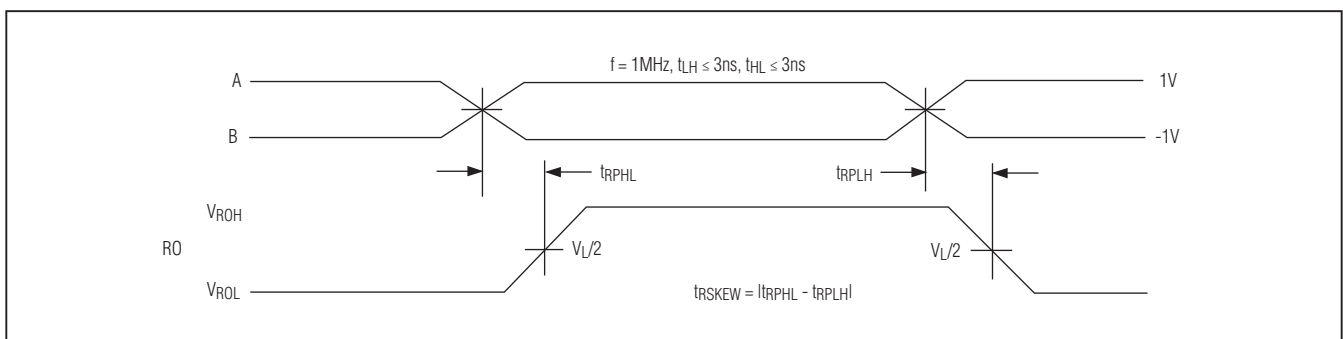 f = 1MHz, tLH ≤ 3ns, tHL ≤ 3ns
A
1V
B
-1V
tRPHL
tRPLH
VROH
RO
VL/2
VL/2
VROL
tRSKEW = |tRPHL - tRPLH|